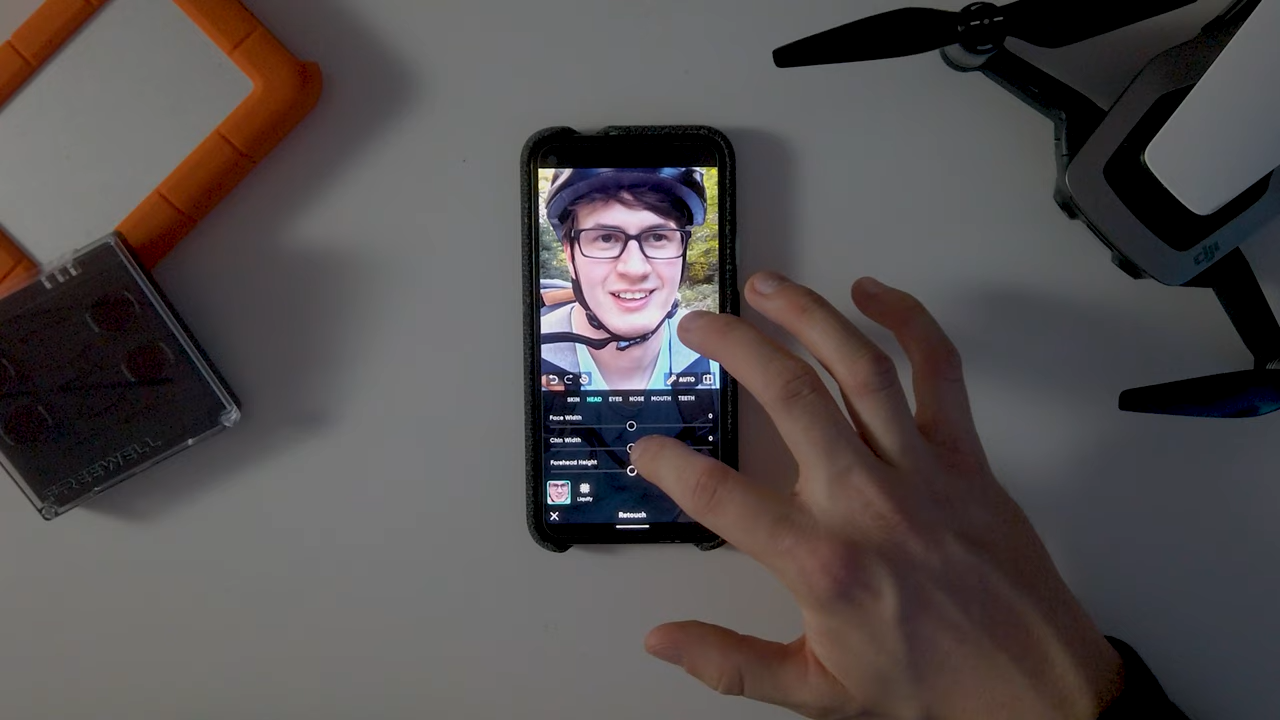 dji
AUTO
SKIN HEAD EYES NOSE MOUTH TEETH
Face Width 0
Chin Width 0
Forehead Height
Liquify
Retouch
FREEWELL